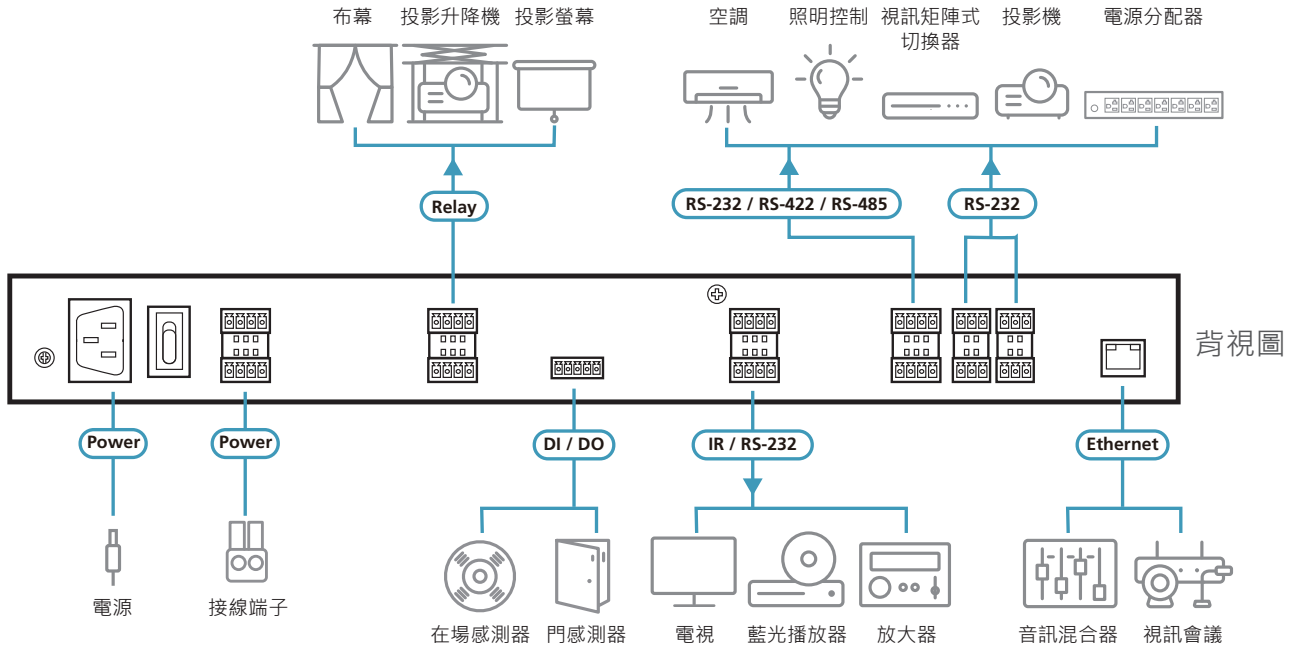 布幕 投影升降機 投影螢幕 空調 照明控制 視訊矩陣式 投影機 電源分配器
切換器
Relay RS-232 / RS-422 / RS-485 RS-232
背視圖
Power Power DI / DO IR / RS-232 Ethernet
電源 接線端子
在場感測器 門感測器 電視 藍光播放器 放大器 音訊混合器 視訊會議